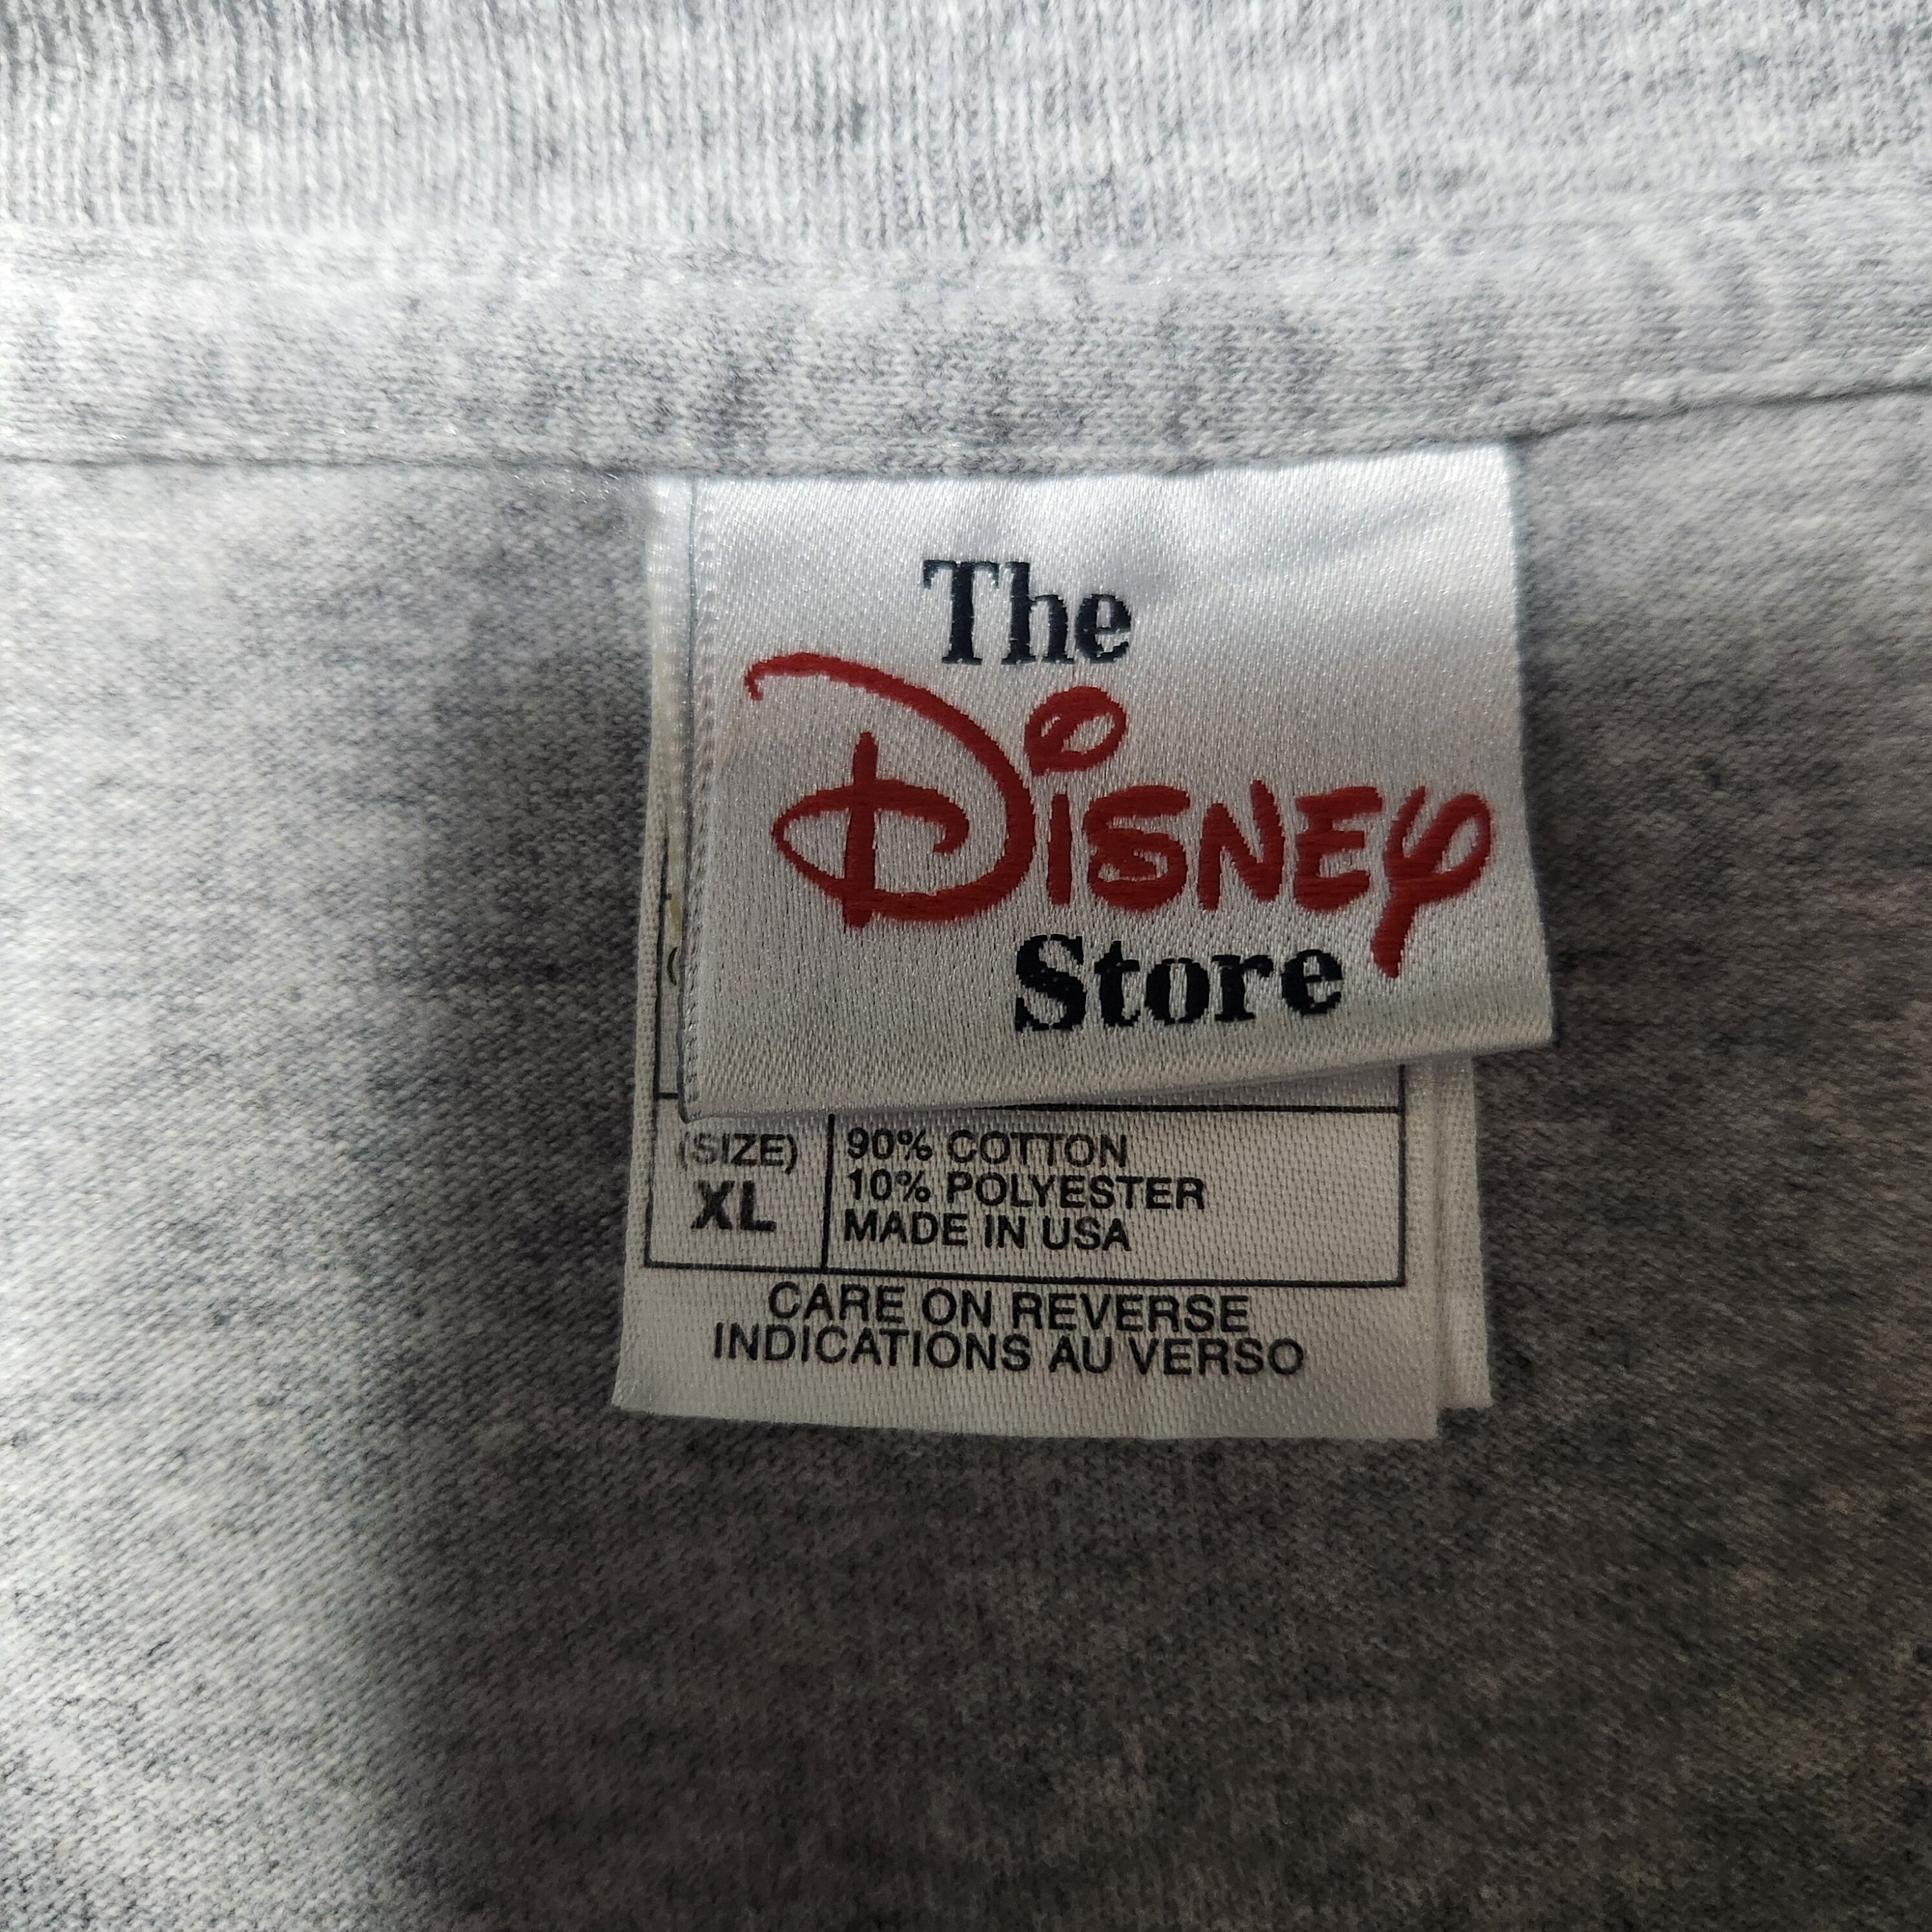 The
Disney
Store
(SIZE)
XL
90% COTTON
10% POLYESTER
MADE IN USA
CARE ON REVERSE
INDICATIONS AU VERSO